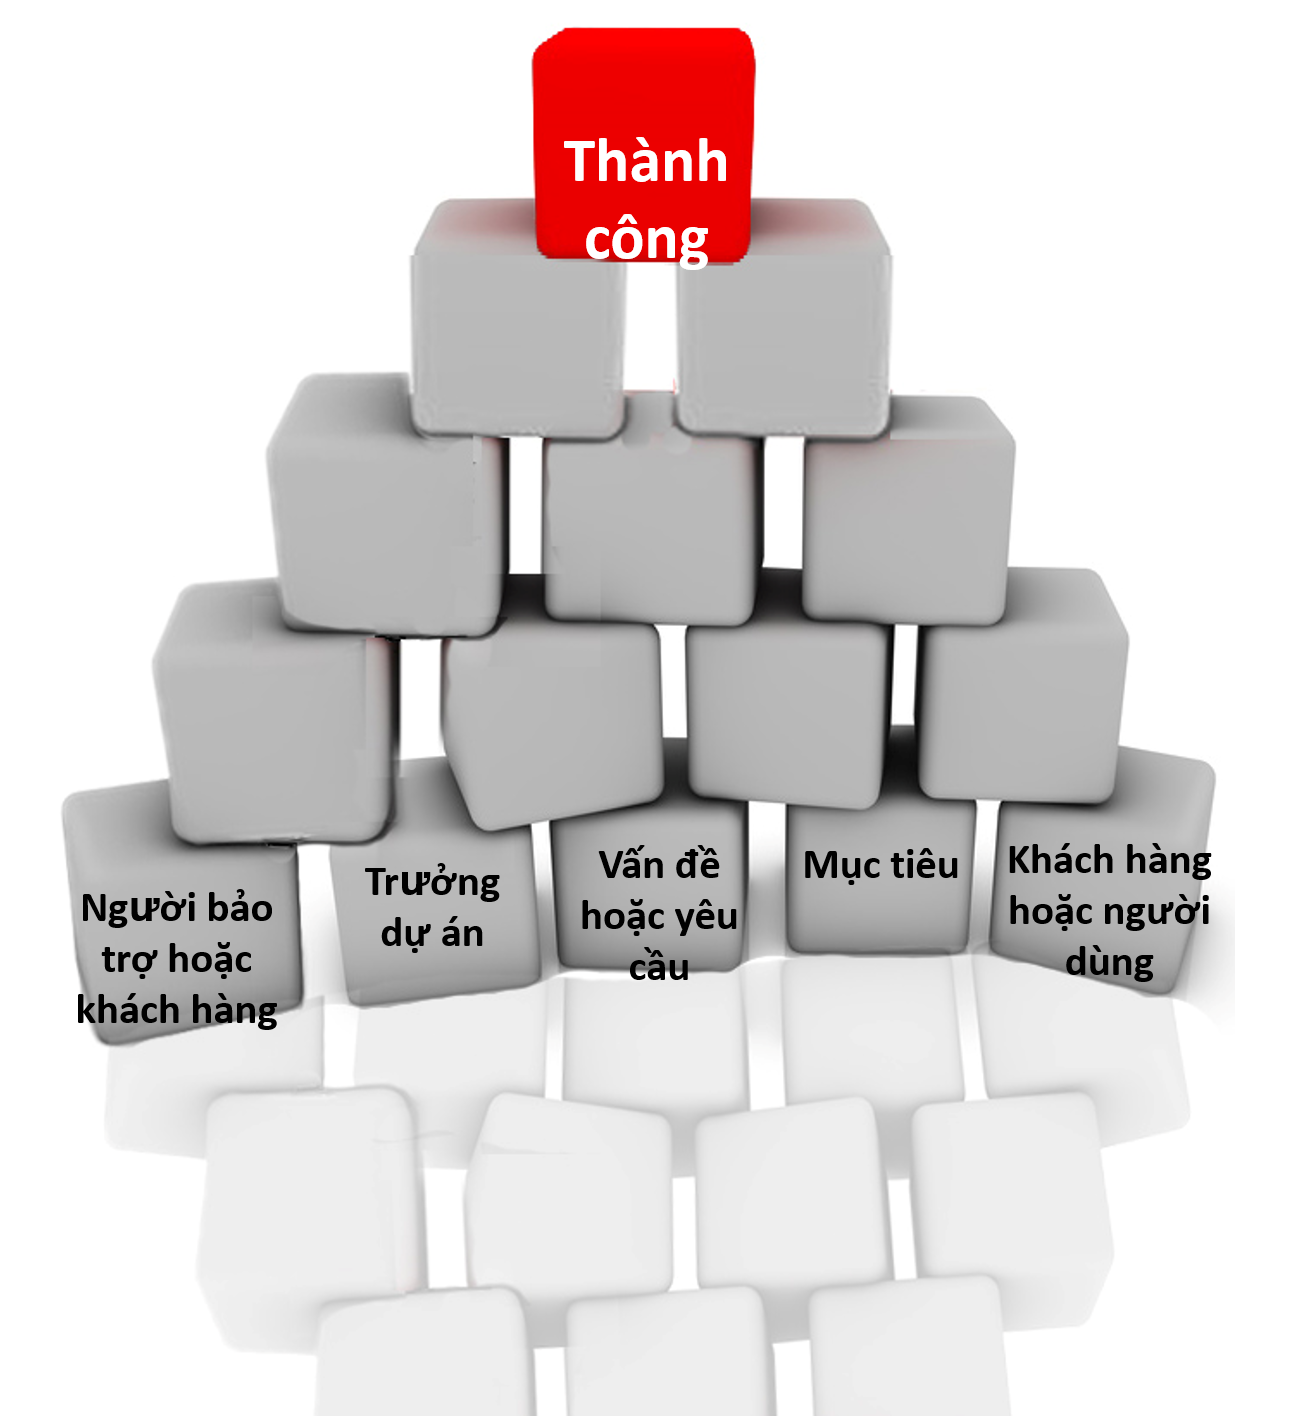 Thành
công
Người bảo
trợ hoặc
khách hàng
Trưởng
dự án
Vấn đề
hoặc yêu
cầu
Mục tiêu
Khách hàng
hoặc người
dùng